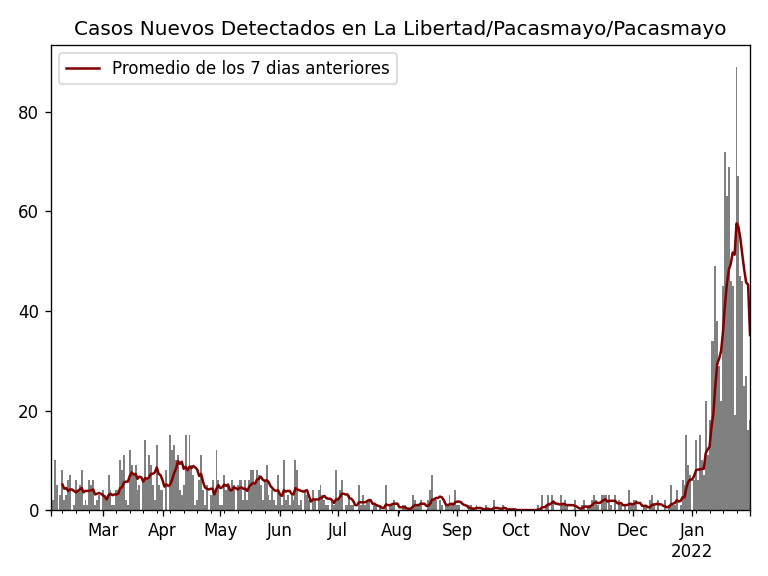 Casos Nuevos Detectados en La Libertad/Pacasmayo/Pacasmayo
Promedio de los 7 dias anteriores
80
60
40
20
0
Mar Apr May Jun Jul Aug Sep Oct Nov Dec Jan
2022